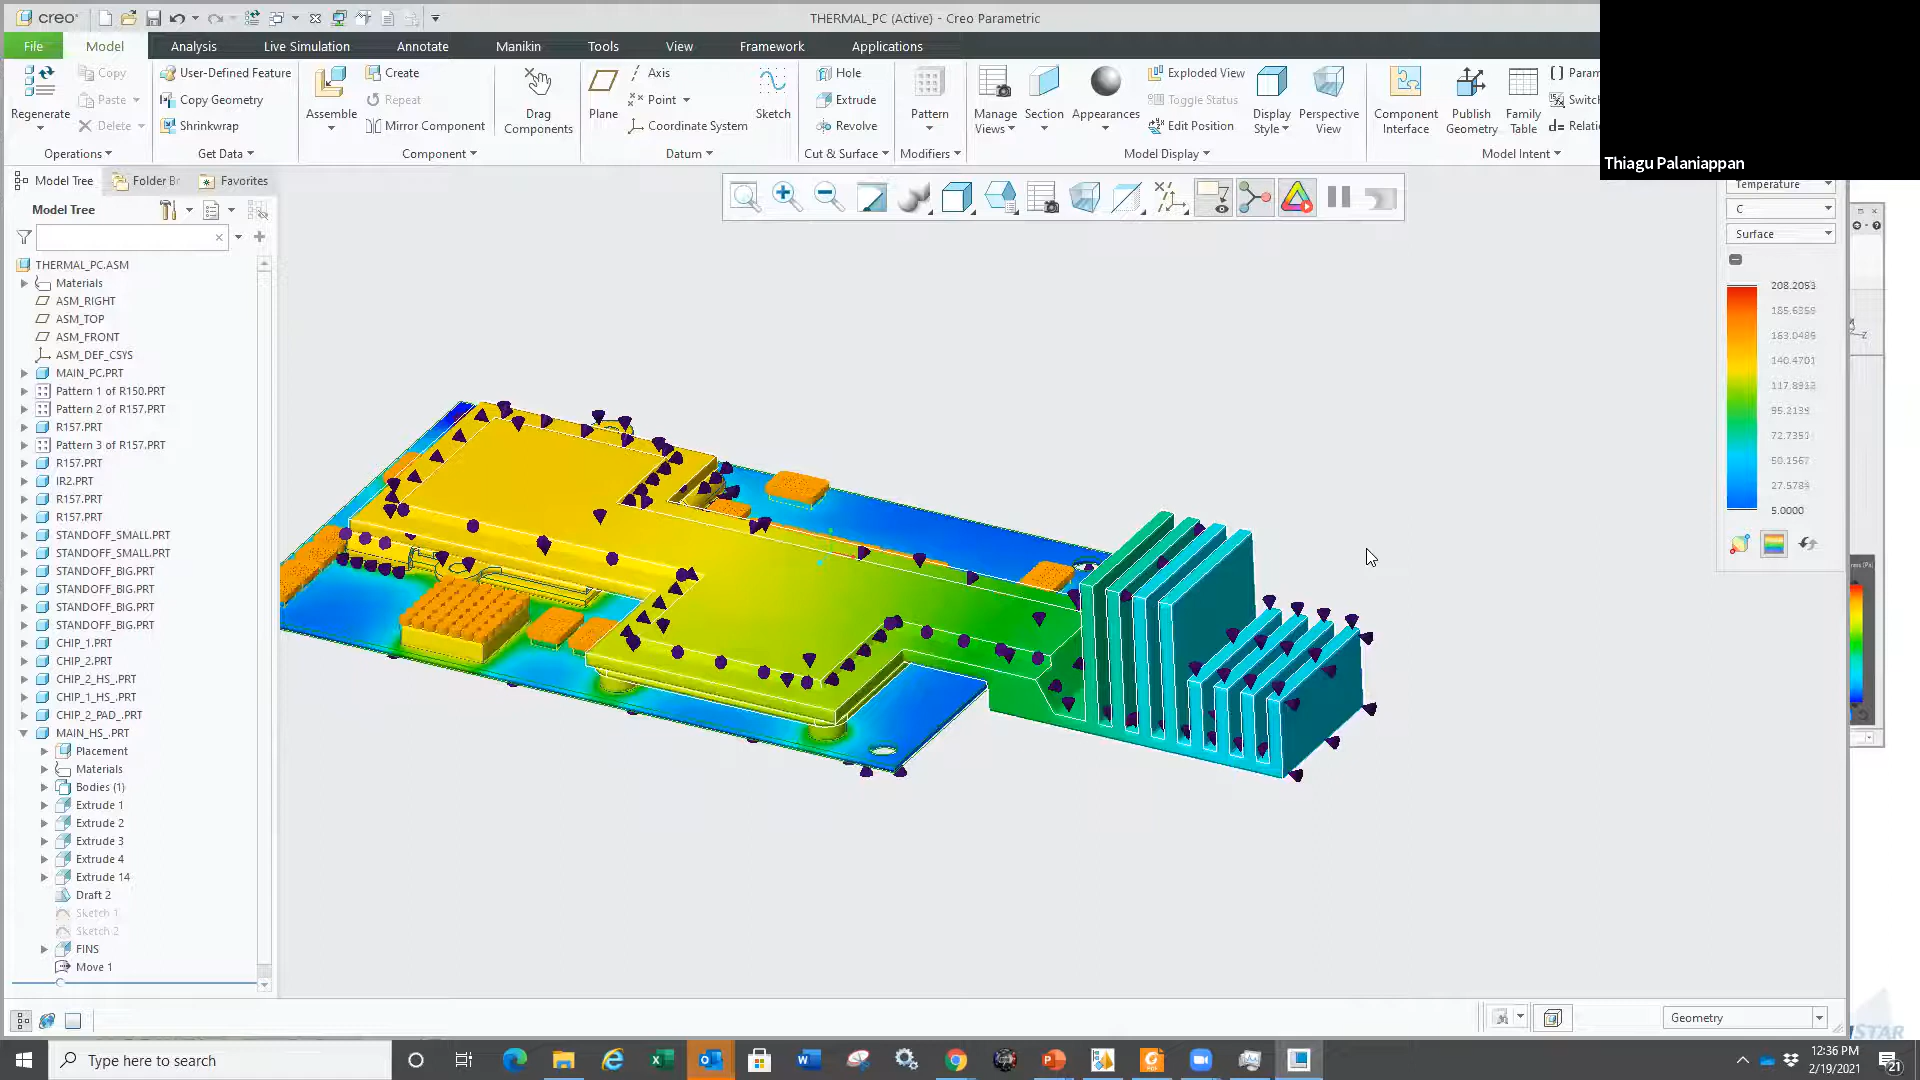 creo
THERMAL_PC (Active) - Creo Parametric
File
Model
Analysis
Live Simulation
Annotate
Manikin
Tools
View
Framework
Applications
Regenerate
Copy
Paste
Delete
Operations
User-Defined Feature
Copy Geometry
Shrinkwrap
Get Data
Assemble
Create
Repeat
Mirror Component
Component
Drag
Components
Plane
Axis
Point
Coordinate System
Sketch
Datum
Hole
Extrude
Revolve
Cut & Surface
Pattern
Modifiers
Manage
Views
Section
Appearances
Exploded View
Toggle Status
Edit Position
Display
Style
Perspective
View
Model Display
Component
Interface
Publish
Geometry
Family
Table
Param
Switch
Relati
Model Intent
Thiagu Palaniappan
Model Tree
Folder Br
Favorites
Model Tree
THERMAL_PC.ASM
Materials
ASM_RIGHT
ASM_TOP
ASM_FRONT
ASM_DEF_CSYS
MAIN_PC.PRT
Pattern 1 of R150.PRT
Pattern 2 of R157.PRT
R157.PRT
Pattern 3 of R157.PRT
R157.PRT
IR2.PRT
R157.PRT
R157.PRT
STANDOFF_SMALL.PRT
STANDOFF_SMALL.PRT
STANDOFF_BIG.PRT
STANDOFF_BIG.PRT
STANDOFF_BIG.PRT
STANDOFF_BIG.PRT
CHIP_1.PRT
CHIP_2.PRT
CHIP_2_HS_.PRT
CHIP_1_HS_.PRT
CHIP_2_PAD_.PRT
MAIN_HS_.PRT
Placement
Materials
Bodies (1)
Extrude 1
Extrude 2
Extrude 3
Extrude 4
Extrude 14
Draft 2
Sketch 1
Sketch 2
FINS
Move 1
Temperature
C
Surface
208.2053
185.6359
163.0486
140.4701
117.8912
95.2139
72.7351
50.1567
27.5784
5.0000
Geometry
STAR
Type here to search
12:36 PM
2/19/2021
21